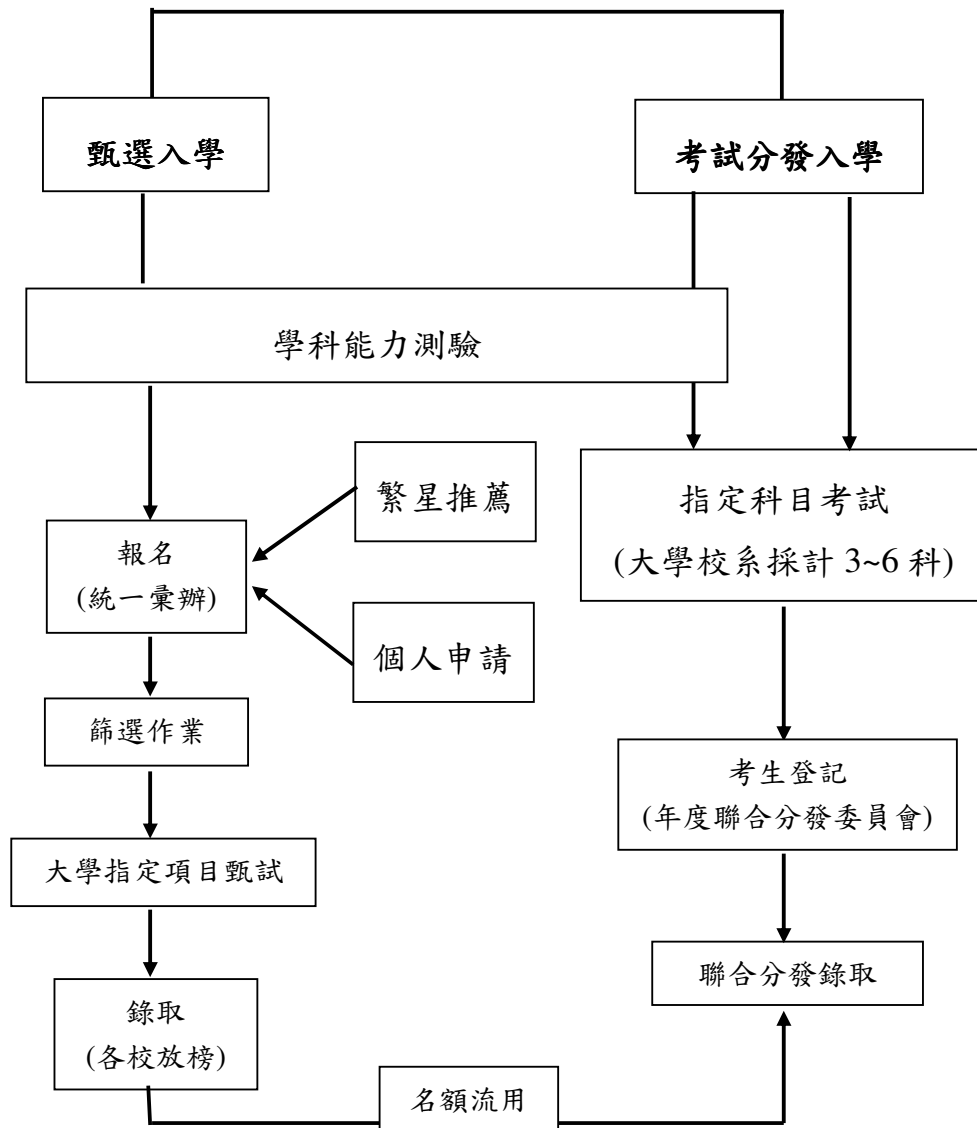 甄選入學
考試分發入學
學科能力測驗
繁星推薦
指定科目考試
(大學校系採計 3~6 科)
報名
(統一彙辦)
個人申請
篩選作業
考生登記
(年度聯合分發委員會)
大學指定項目甄試
聯合分發錄取
錄取
(各校放榜)
名額流用